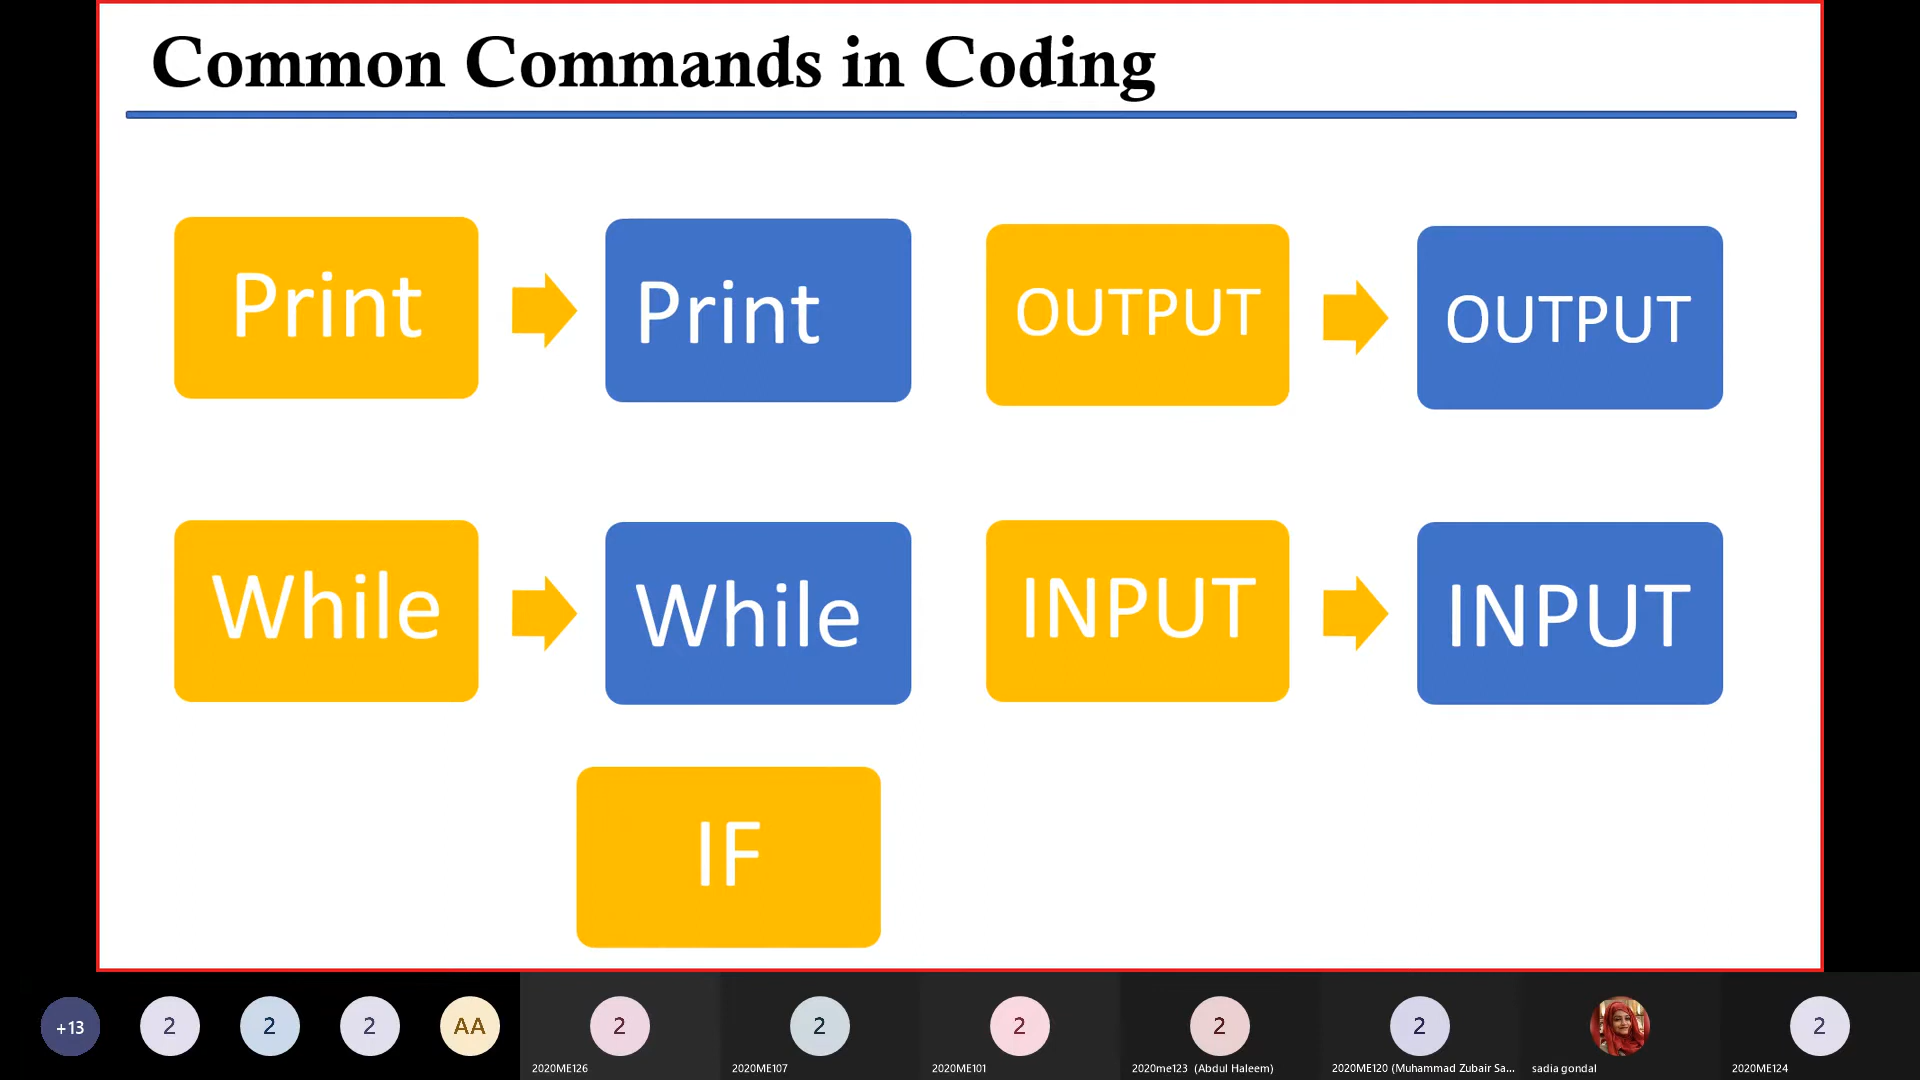 Common Commands in Coding
Print
Print
OUTPUT
OUTPUT
While
While
INPUT
INPUT
IF
+13
2
2
2
AA
2
2
2
2
2
2
2020ME126
2020ME107
2020ME101
2020me123 (Abdul Haleem)
2020ME120 (Muhammad Zubair Sa...
sadia gondal
2020ME124